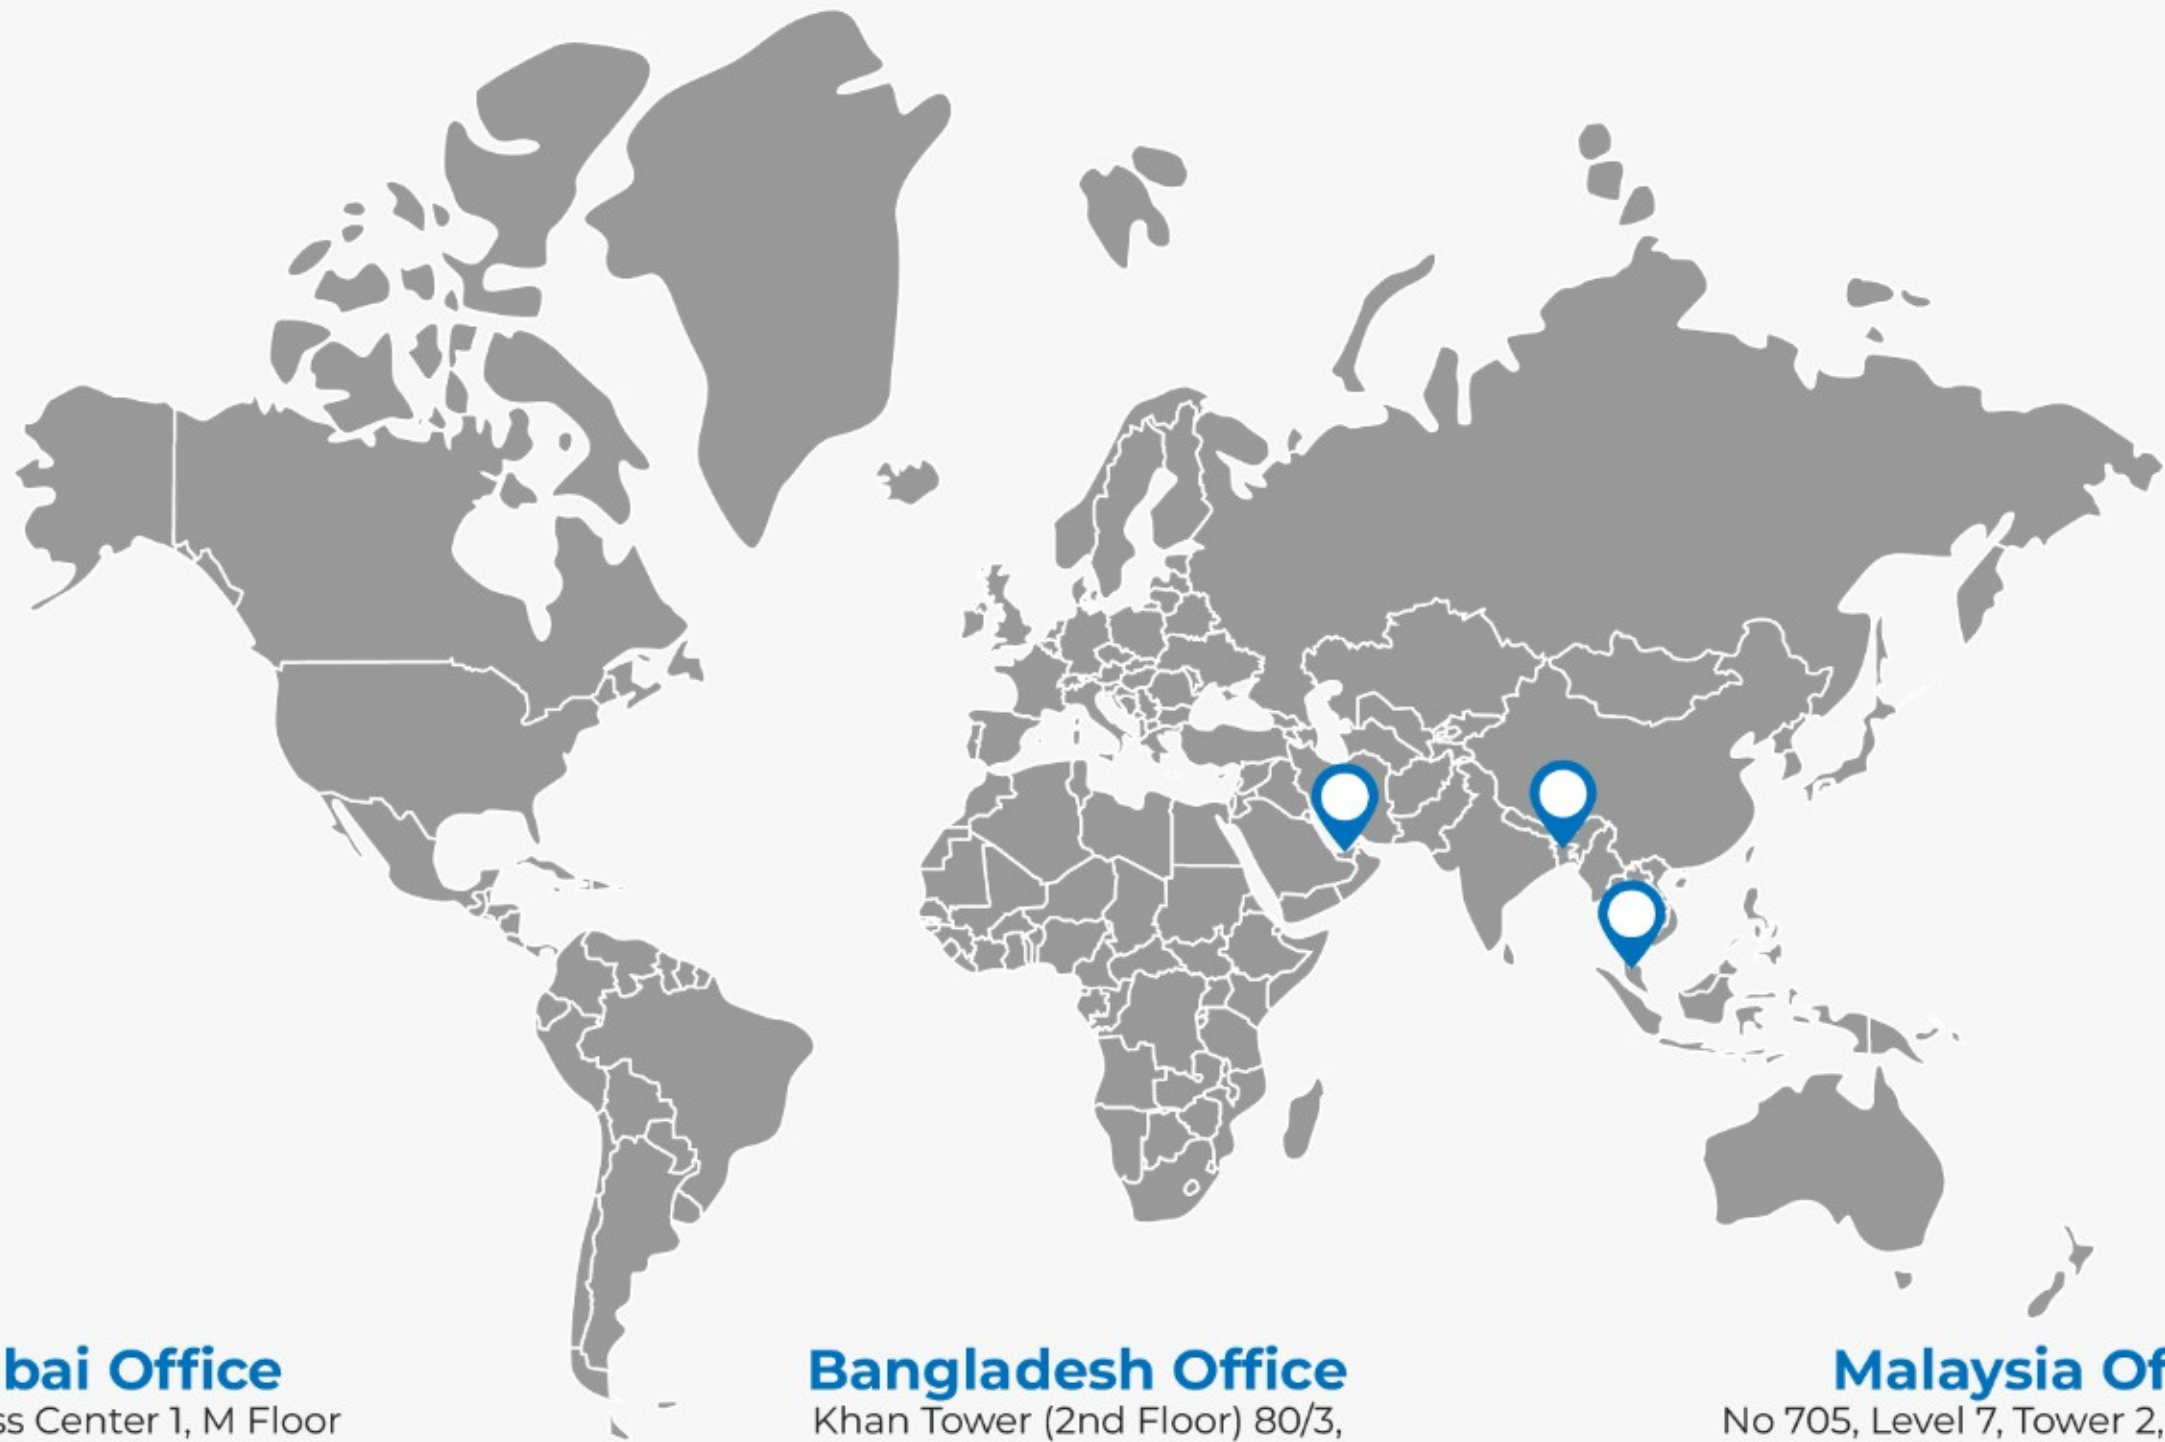 bai Office
ss Center 1, M Floor
Bangladesh Office
Khan Tower (2nd Floor) 80/3,
Malaysia Of
No 705, Level 7, Tower 2,